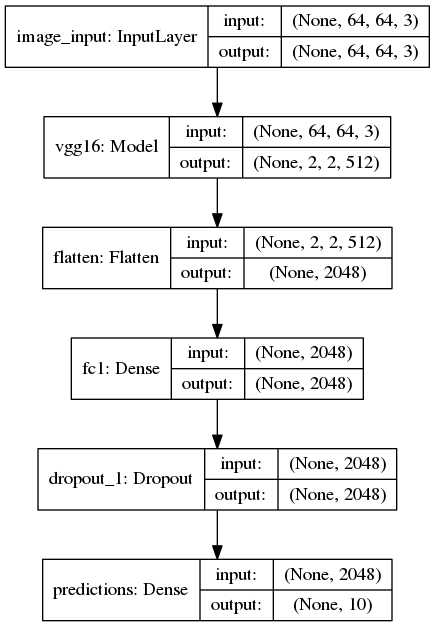 image_input: InputLayer
input: (None, 64, 64, 3)
output: (None, 64, 64, 3)
vgg16: Model
input: (None, 64, 64, 3)
output: (None, 2, 2, 512)
flatten: Flatten
input: (None, 2, 2, 512)
output: (None, 2048)
fc1: Dense
input: (None, 2048)
output: (None, 2048)
dropout_1: Dropout
input: (None, 2048)
output: (None, 2048)
predictions: Dense
input: (None, 2048)
output: (None, 10)